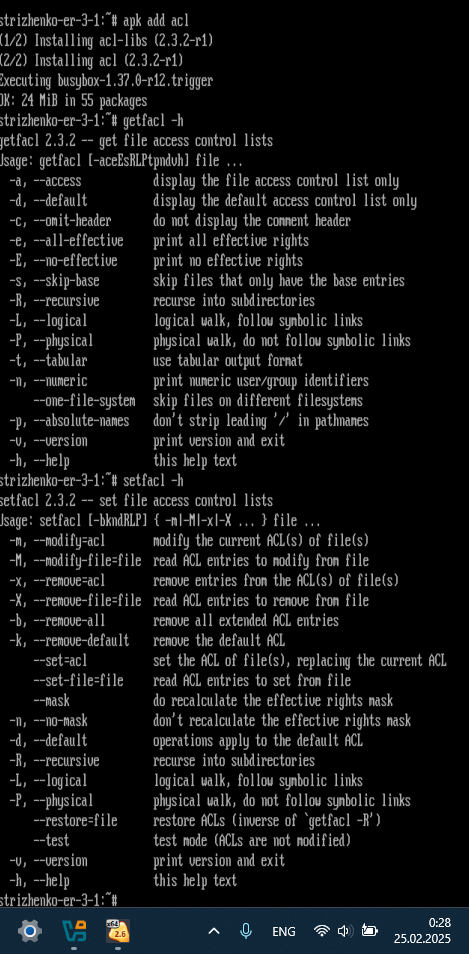 strizhenko-er-3-1:~# apk add acl
(1/2) Installing acl-libs (2.3.2-r1)
(2/2) Installing acl (2.3.2-r1)
Executing busybox-1.37.0-r12.trigger
OK: 24 MiB in 55 packages
strizhenko-er-3-1:~# getfacl -h
getfacl 2.3.2 -- get file access control lists
Usage: getfacl [-aceEsRLPtpndvh] file ...
-a, --access display the file access control list only
-d, --default display the default access control list only
-c, --omit-header do not display the comment header
-e, --all-effective print all effective rights
-E, --no-effective print no effective rights
-s, --skip-base skip files that only have the base entries
-R, --recursive recurse into subdirectories
-L, --logical logical walk, follow symbolic links
-P, --physical physical walk, do not follow symbolic links
-t, --tabular use tabular output format
-n, --numeric print numeric user/group identifiers
--one-file-system skip files on different filesystems
-p, --absolute-names don't strip leading '/' in pathnames
-v, --version print version and exit
-h, --help this help text
strizhenko-er-3-1:~# setfacl -h
setfacl 2.3.2 -- set file access control lists
Usage: setfacl [-bkndRLP] { -m|-M|-x|-X ... } file ...
-m, --modify=acl modify the current ACL(s) of file(s)
-M, --modify-file=file read ACL entries to modify from file
-x, --remove=acl remove entries from the ACL(s) of file(s)
-X, --remove-file=file read ACL entries to remove from file
-b, --remove-all remove all extended ACL entries
-k, --remove-default remove the default ACL
--set=acl set the ACL of file(s), replacing the current ACL
--set-file=file read ACL entries to set from file
--mask do recalculate the effective rights mask
-n, --no-mask don't recalculate the effective rights mask
-d, --default operations apply to the default ACL
-R, --recursive recurse into subdirectories
-L, --logical logical walk, follow symbolic links
-P, --physical physical walk, do not follow symbolic links
--restore=file restore ACLs (inverse of `getfacl -R')
--test test mode (ACLs are not modified)
-v, --version print version and exit
-h, --help this help text
strizhenko-er-3-1:~#
x64
2.6
ENG
0:28
25.02.2025